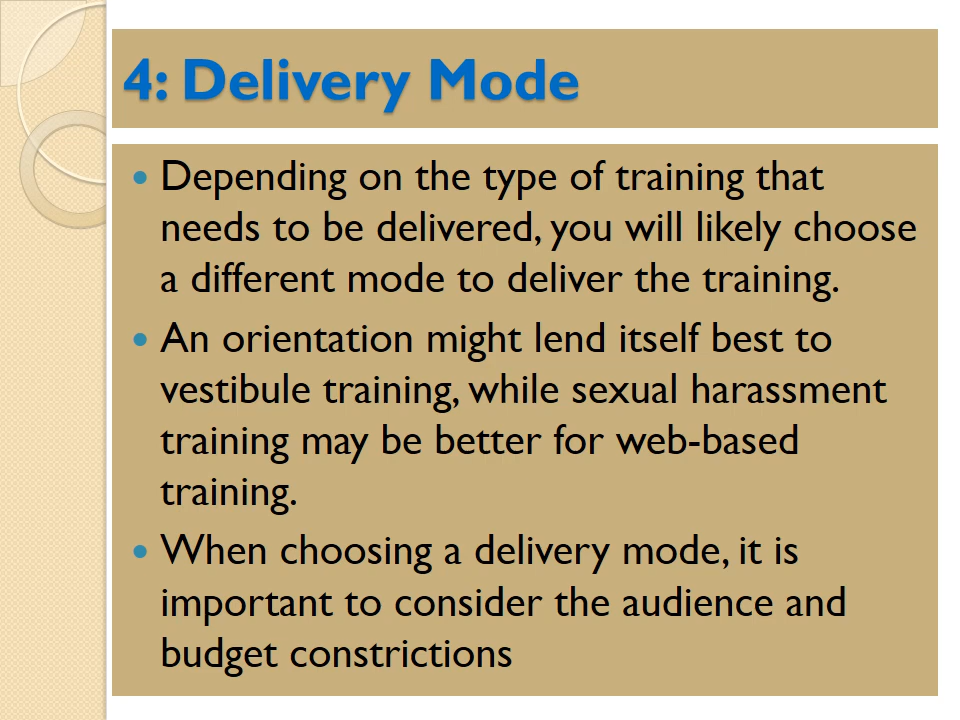 4: Delivery Mode
• Depending on the type of training that
needs to be delivered, you will likely choose
a different mode to deliver the training.
• An orientation might lend itself best to
vestibule training, while sexual harassment
training may be better for web-based
training.
• When choosing a delivery mode, it is
important to consider the audience and
budget constrictions